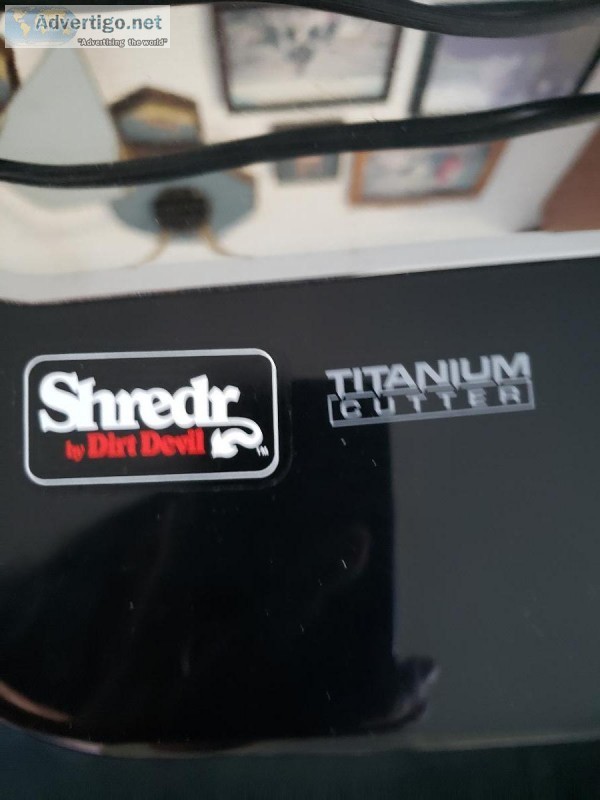 Advertigo.net
"Advertising the world"
Shredr
by Dirt Devil
TM
TITANIUM
CUTTER